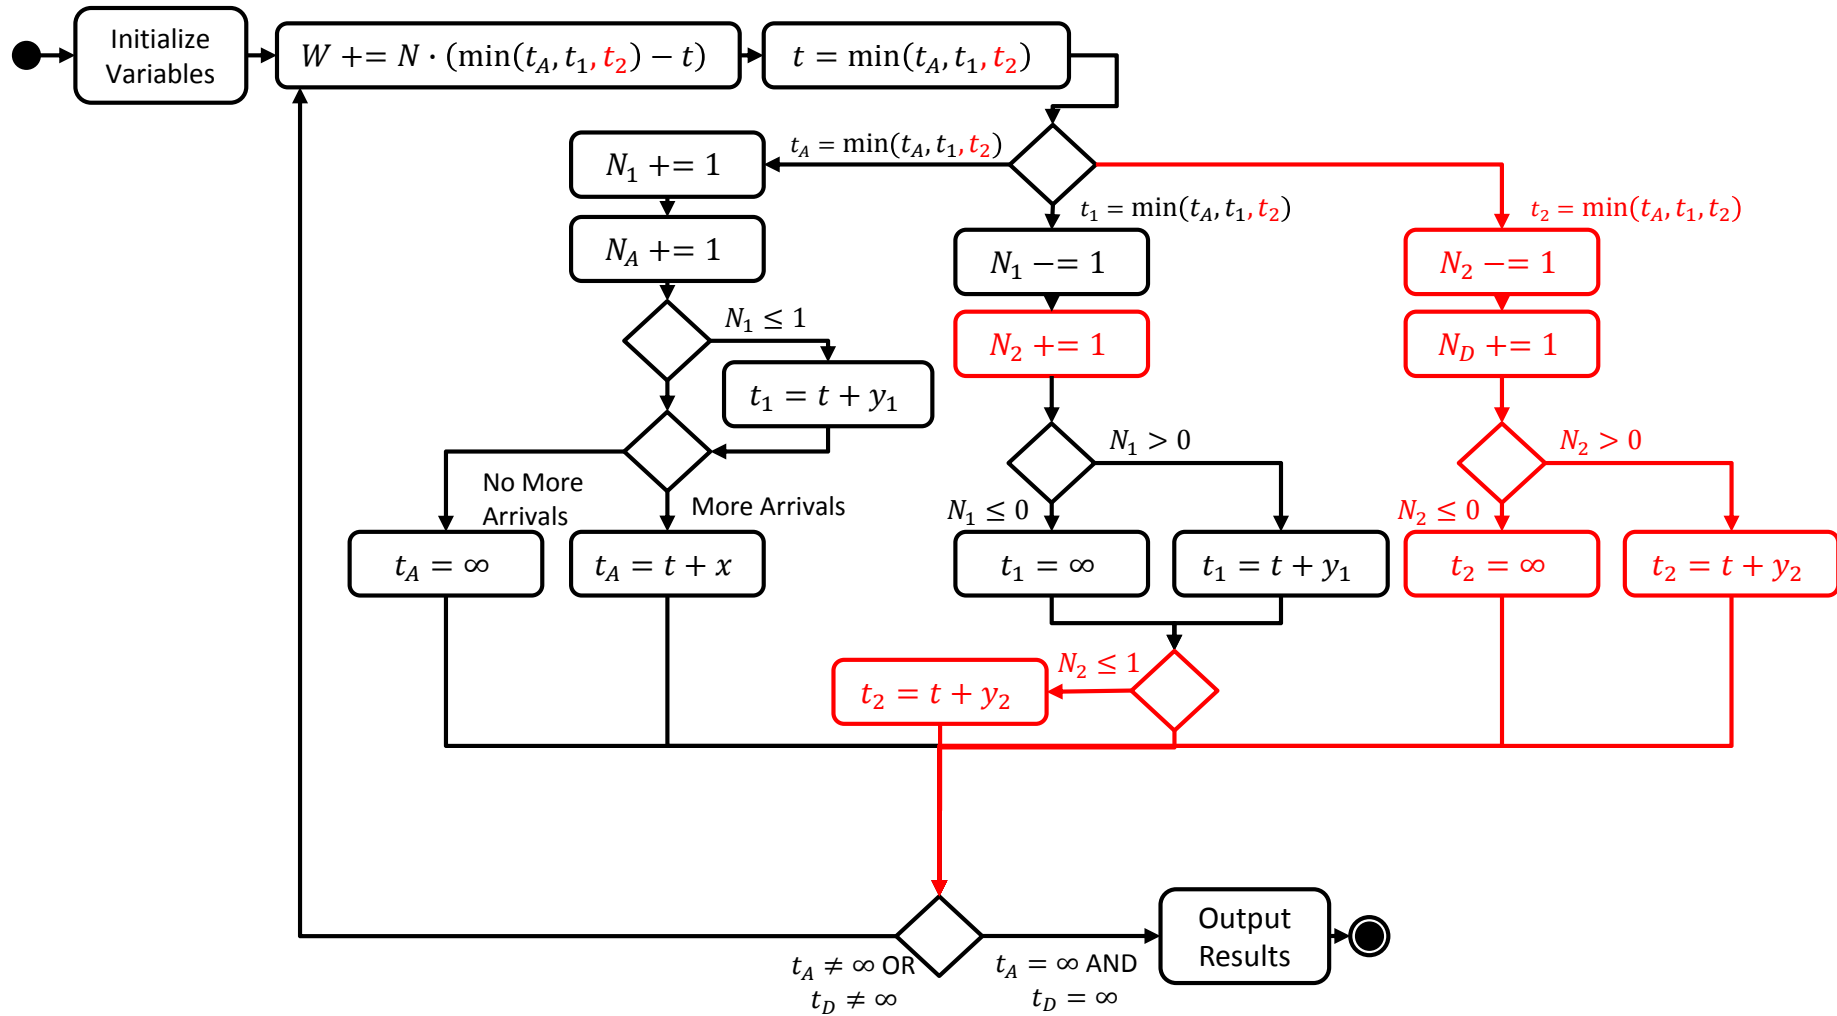 Initialize
Variables
W += N · (min(t_A, t_1, t_2) − t)
t = min(t_A, t_1, t_2)
t_A = min(t_A, t_1, t_2)
N_1 += 1
t_1 = min(t_A, t_1, t_2)
t_2 = min(t_A, t_1, t_2)
N_A += 1
N_1 −= 1
N_2 −= 1
N_1 ≤ 1
N_2 += 1
N_D += 1
t_1 = t + y_1
N_1 > 0
N_2 > 0
No More
Arrivals
More Arrivals
N_1 ≤ 0
N_2 ≤ 0
t_A = ∞
t_A = t + x
t_1 = ∞
t_1 = t + y_1
t_2 = ∞
t_2 = t + y_2
N_2 ≤ 1
t_2 = t + y_2
Output
Results
t_A ≠ ∞ OR
t_D ≠ ∞
t_A = ∞ AND
t_D = ∞